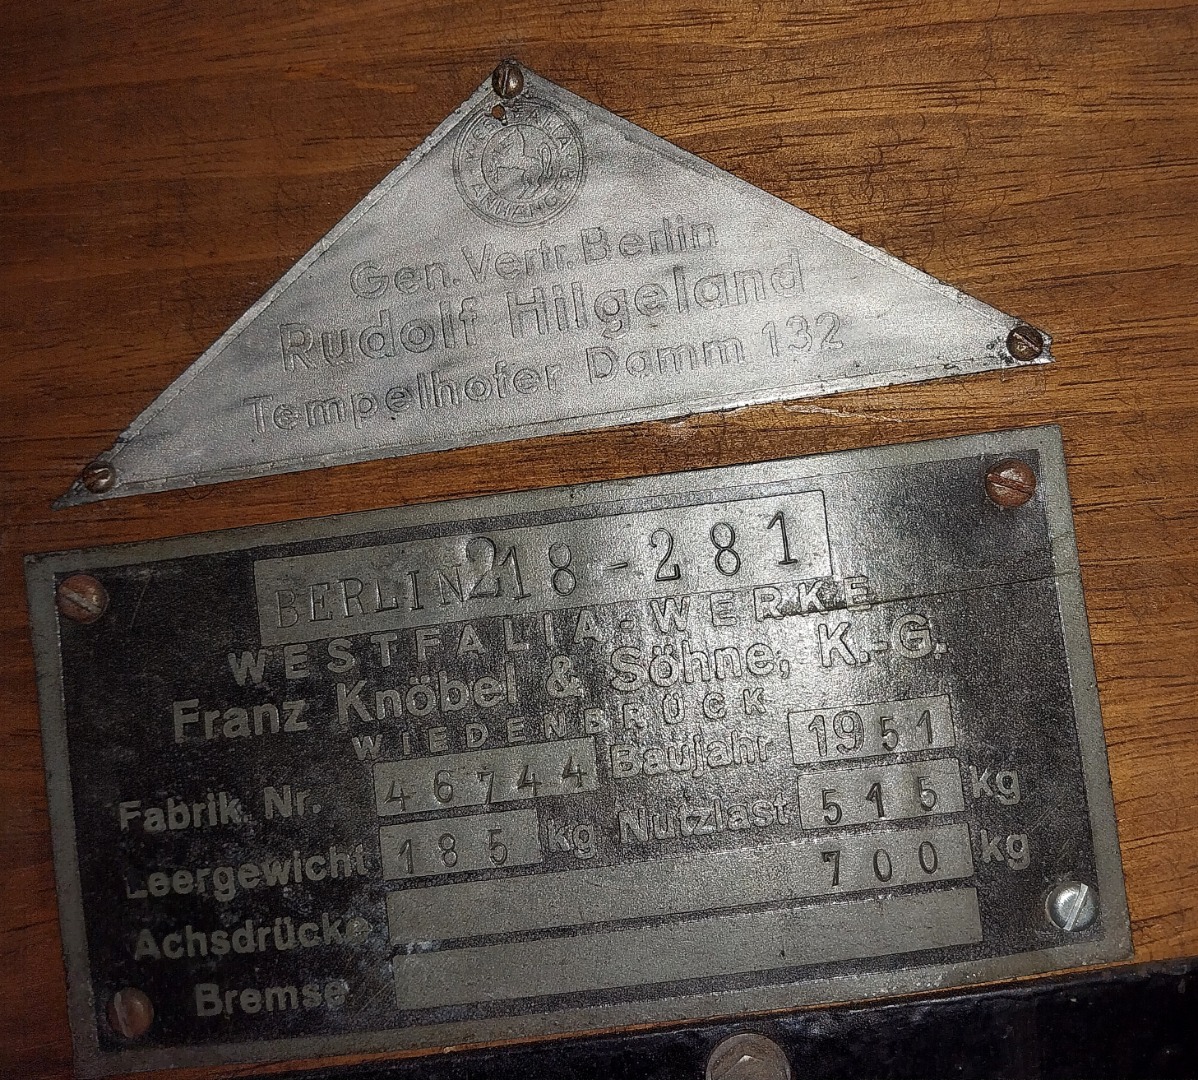 WESTFALIA
ANHÄNGER
Gen. Vertr. Berlin
Rudolf Hilgeland
Tempelhofer Damm 132
BERLIN 218-281
WESTFALIA-WERKE
Franz Knöbel & Söhne, K.-G.
WIEDENBRÜCK
Fabrik. Nr. 46744 Baujahr 1951
Leergewicht 185 kg Nutzlast 515 kg
Achsdrücke 700 kg
Bremse